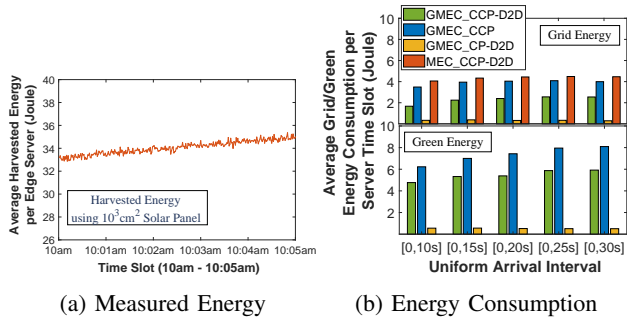 Average Harvested Energy
per Edge Server (Joule)
40
38
36
34
32
30
28
26
Harvested Energy
using 10³cm² Solar Panel
10am 10:01am 10:02am 10:03am 10:04am 10:05am
Time Slot (10am - 10:05am)
(a) Measured Energy
Average Grid/Green
Energy Consumption per
Server Time Slot (Joule)
10
8
6
4
2
GMEC_CCP-D2D
GMEC_CCP
GMEC_CP-D2D
MEC_CCP-D2D
Grid Energy
10
8
6
4
2
Green Energy
[0,10s] [0,15s] [0,20s] [0,25s] [0,30s]
Uniform Arrival Interval
(b) Energy Consumption